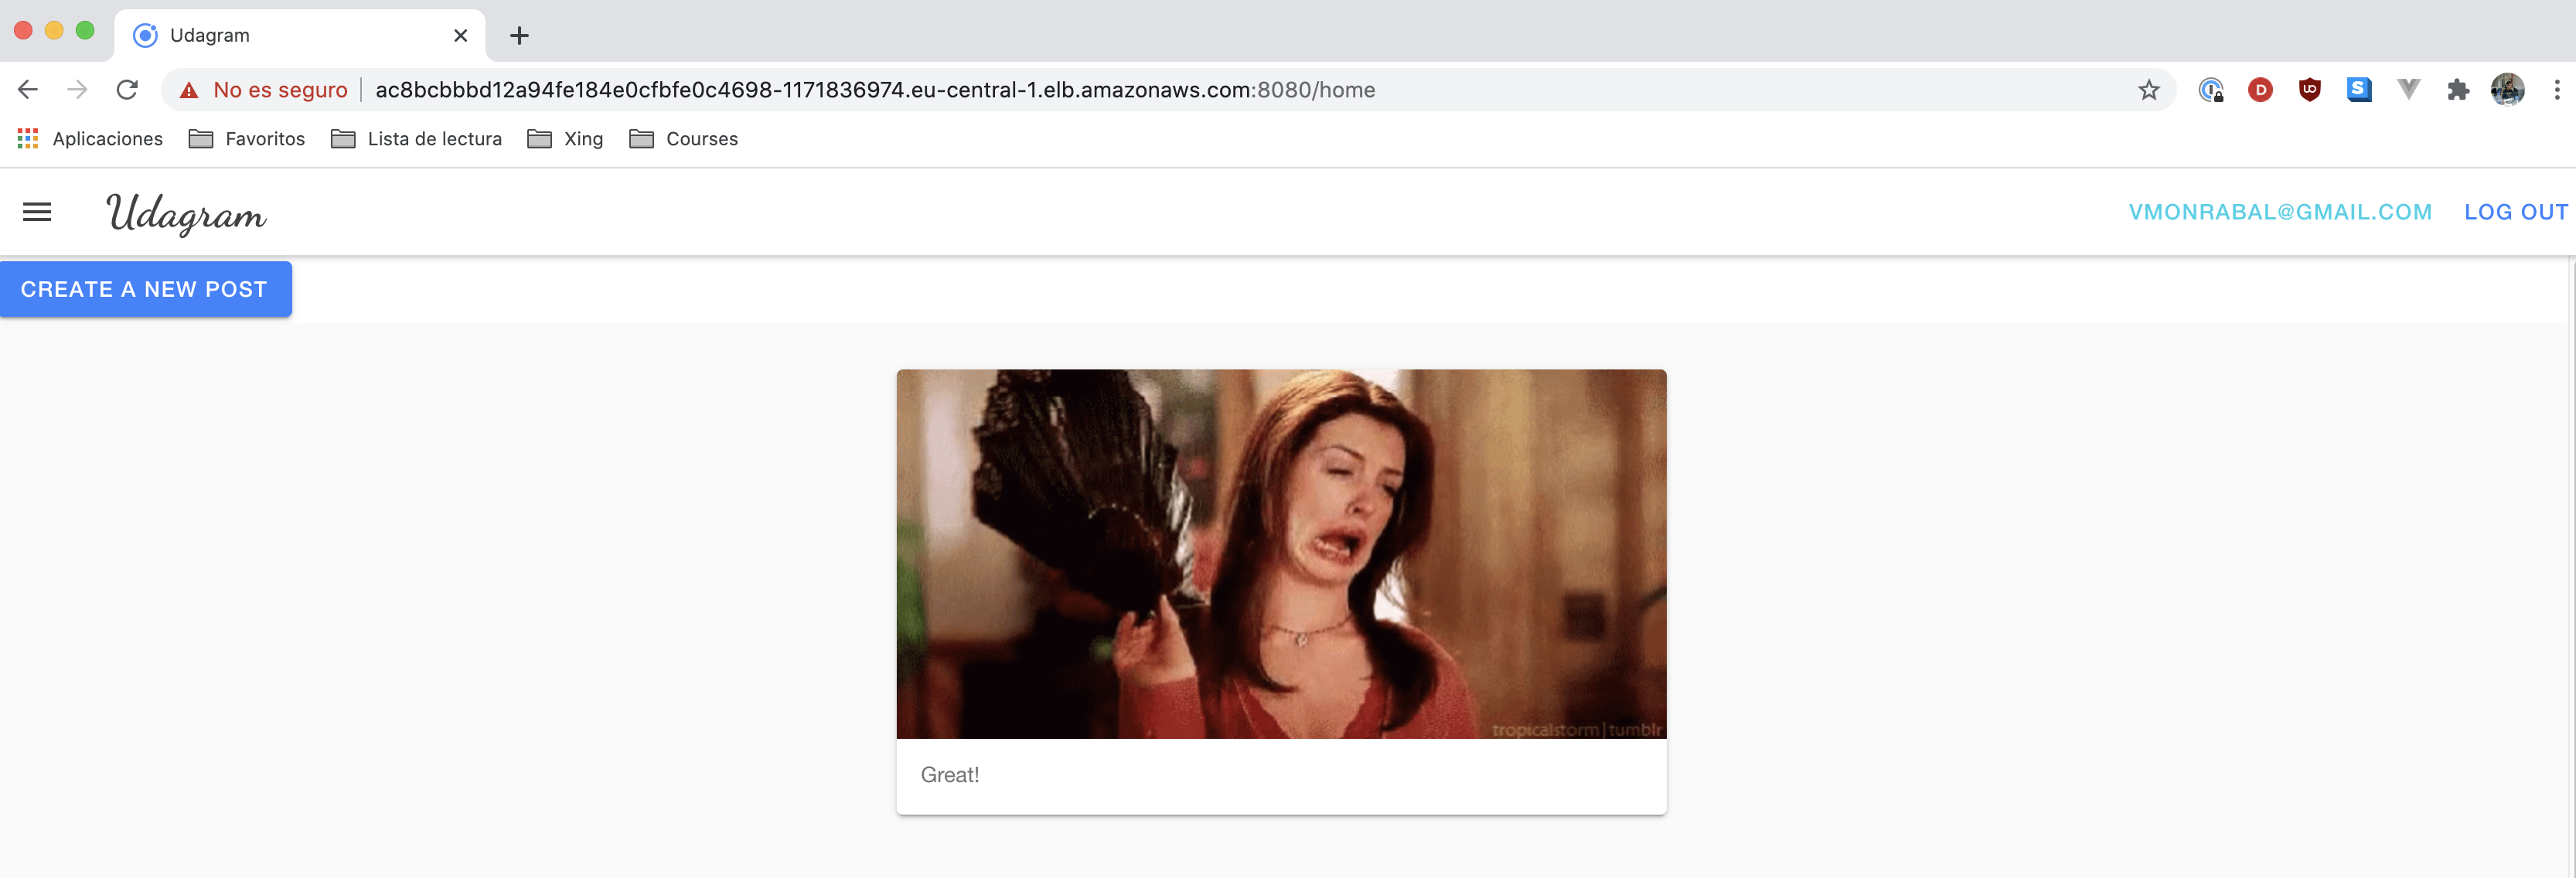 Udagram
No es seguro ac8bcbbbd12a94fe184e0cfbfe0c4698-1171836974.eu-central-1.elb.amazonaws.com:8080/home
D
UO
S
Aplicaciones Favoritos Lista de lectura Xing Courses
Udagram VMONRABAL@GMAIL.COM LOG OUT
CREATE A NEW POST
tropicalstorm|tumblr
Great!